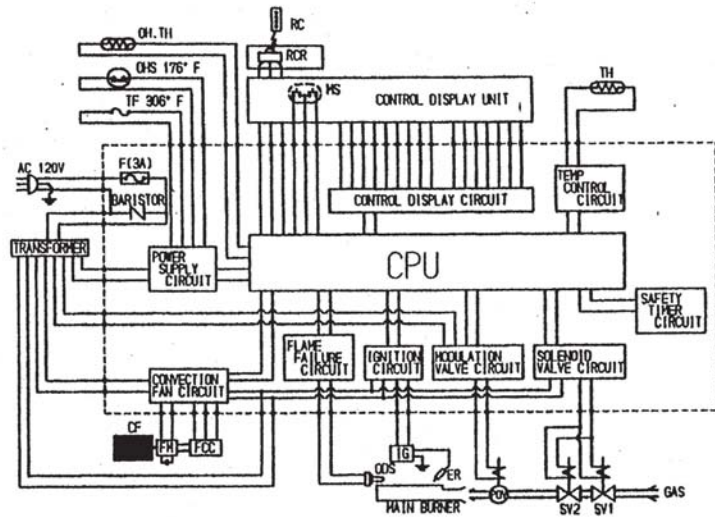 RC
OH.TH
RCR
OHS 176° F
MS
CONTROL DISPLAY UNIT
TH
TF 306° F
AC 120V
F(3A)
BARISTOR
TEMP
CONTROL
CIRCUIT
CONTROL DISPLAY CIRCUIT
TRANSFORMER
POWER
SUPPLY
CIRCUIT
CPU
SAFETY
TIMER
CIRCUIT
FLAME
FAILURE
CIRCUIT
IGNITION
CIRCUIT
MODULATION
VALVE CIRCUIT
SOLENOID
VALVE CIRCUIT
CONVECTION
FAN CIRCUIT
CF
FM
FCC
IG
ODS
ER
MAIN BURNER
POV
SV2
SV1
GAS